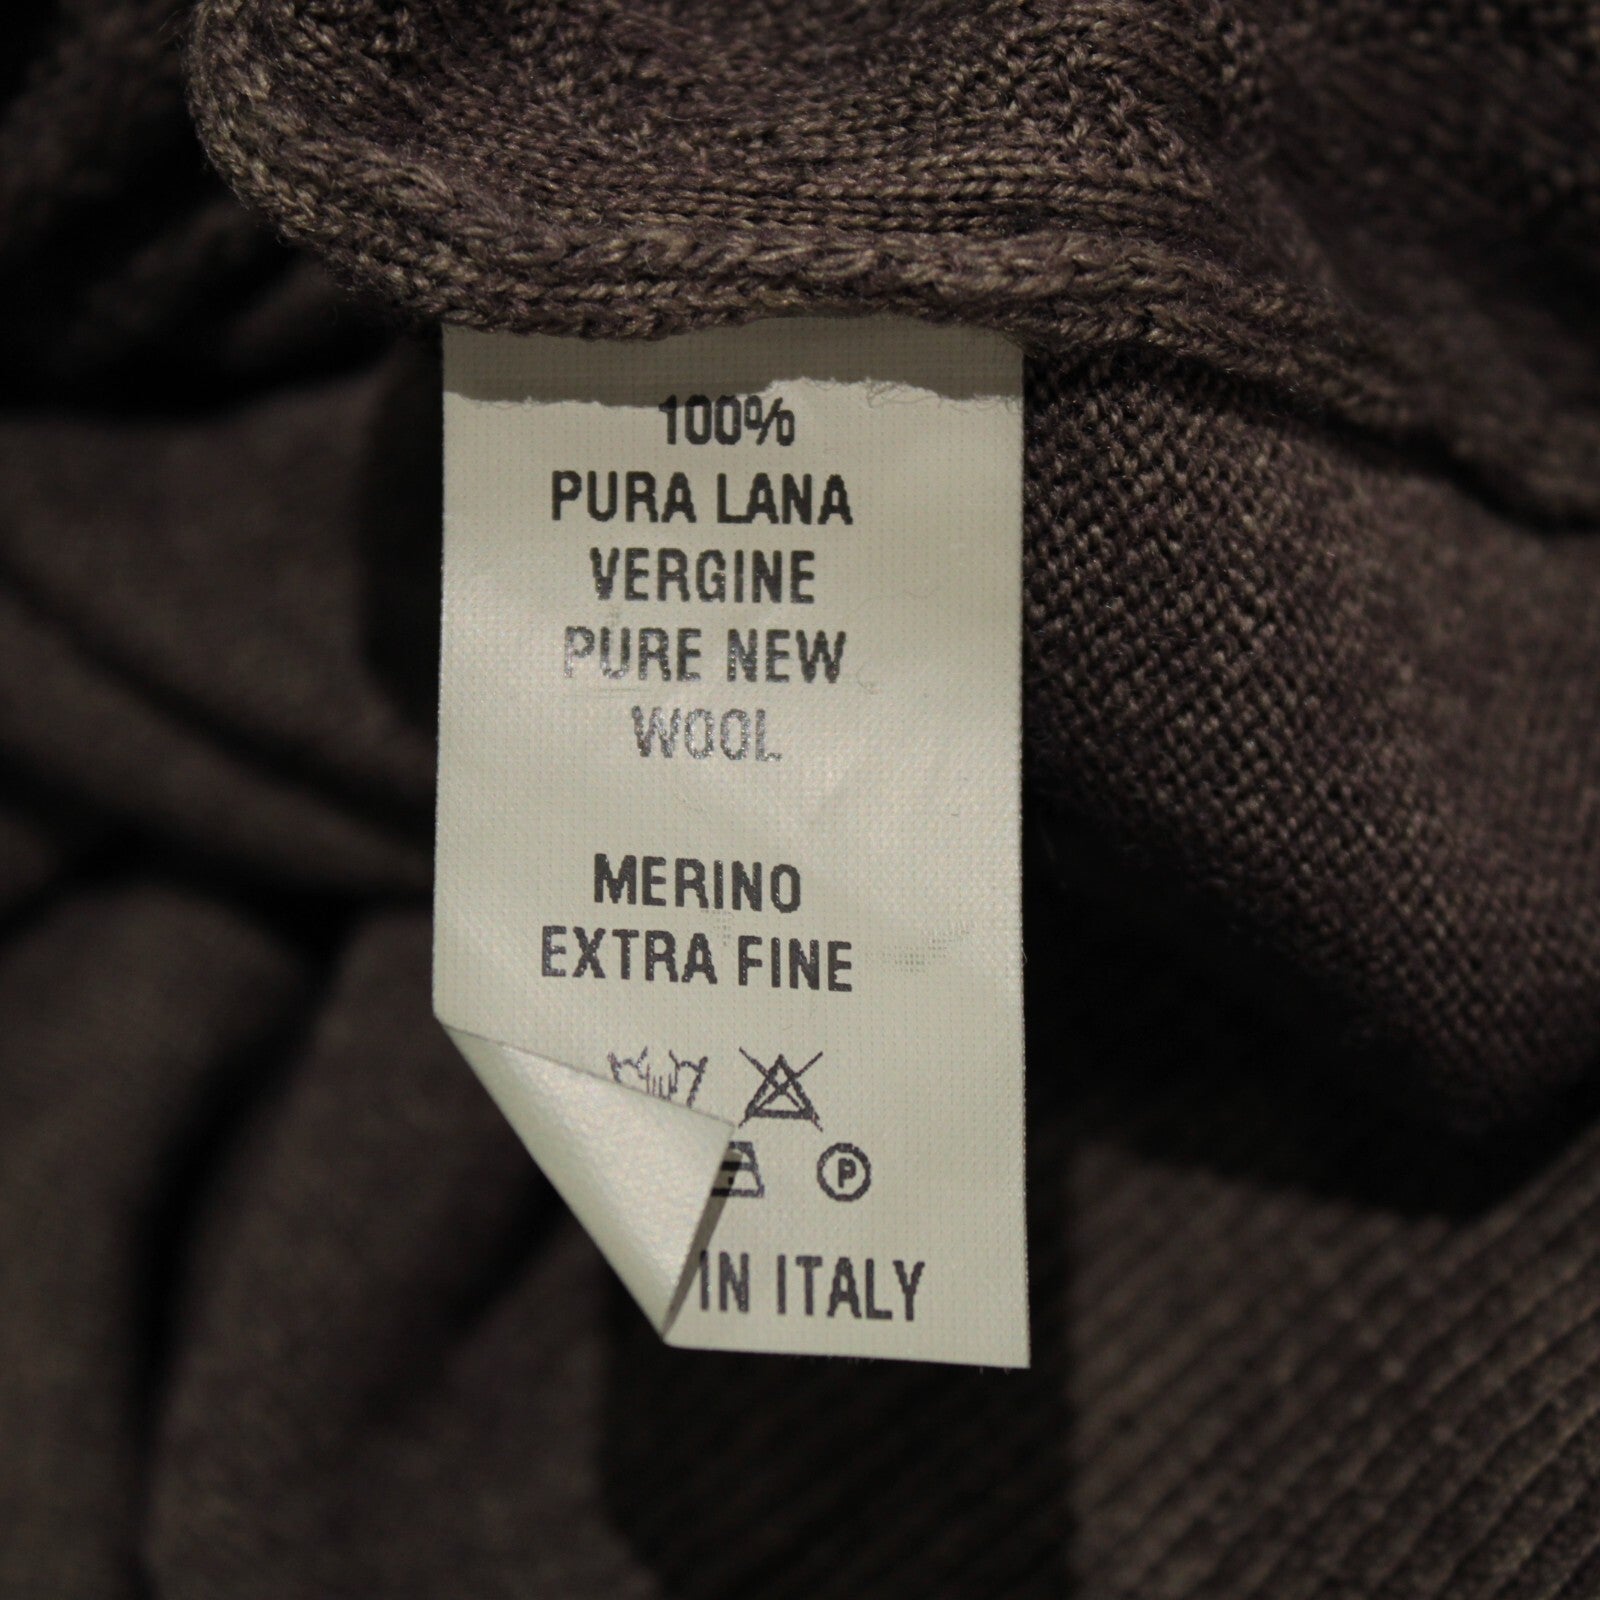 100%
PURA LANA
VERGINE
PURE NEW
WOOL
MERINO
EXTRA FINE
P
IN ITALY